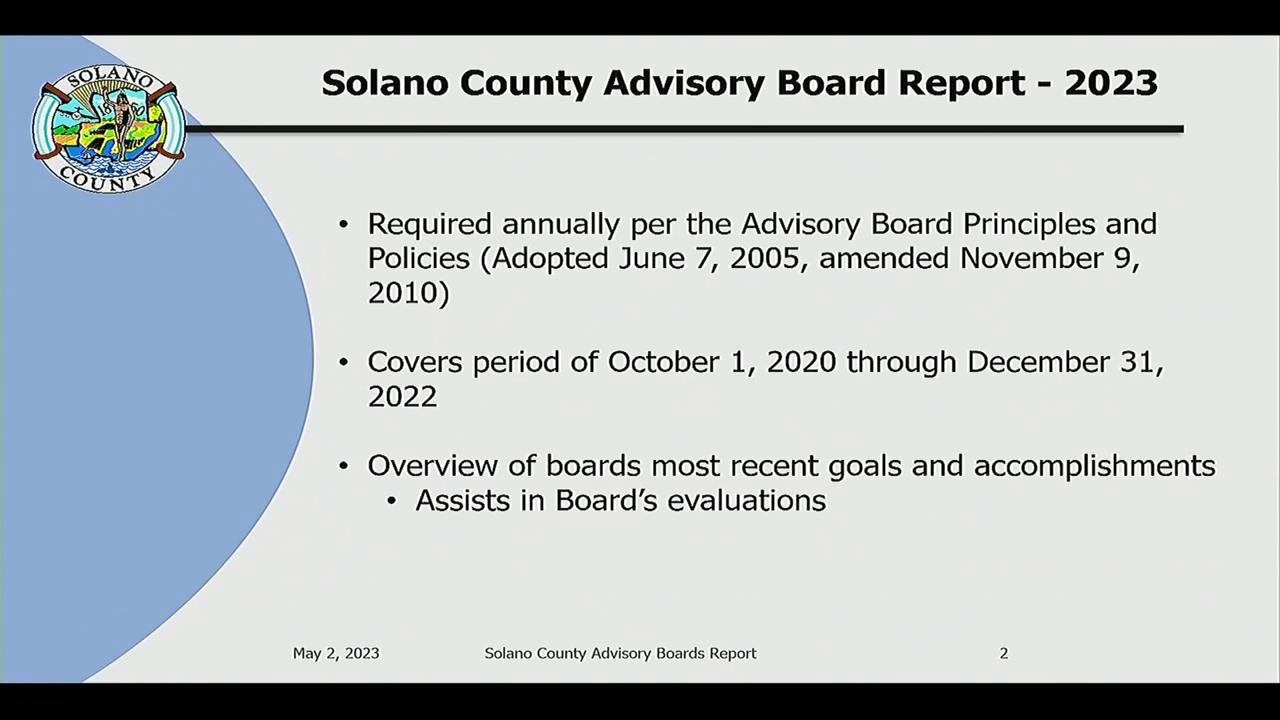 SOLANO
COUNTY
Solano County Advisory Board Report - 2023
• Required annually per the Advisory Board Principles and
Policies (Adopted June 7, 2005, amended November 9,
2010)
• Covers period of October 1, 2020 through December 31,
2022
• Overview of boards most recent goals and accomplishments
• Assists in Board’s evaluations
May 2, 2023 Solano County Advisory Boards Report 2